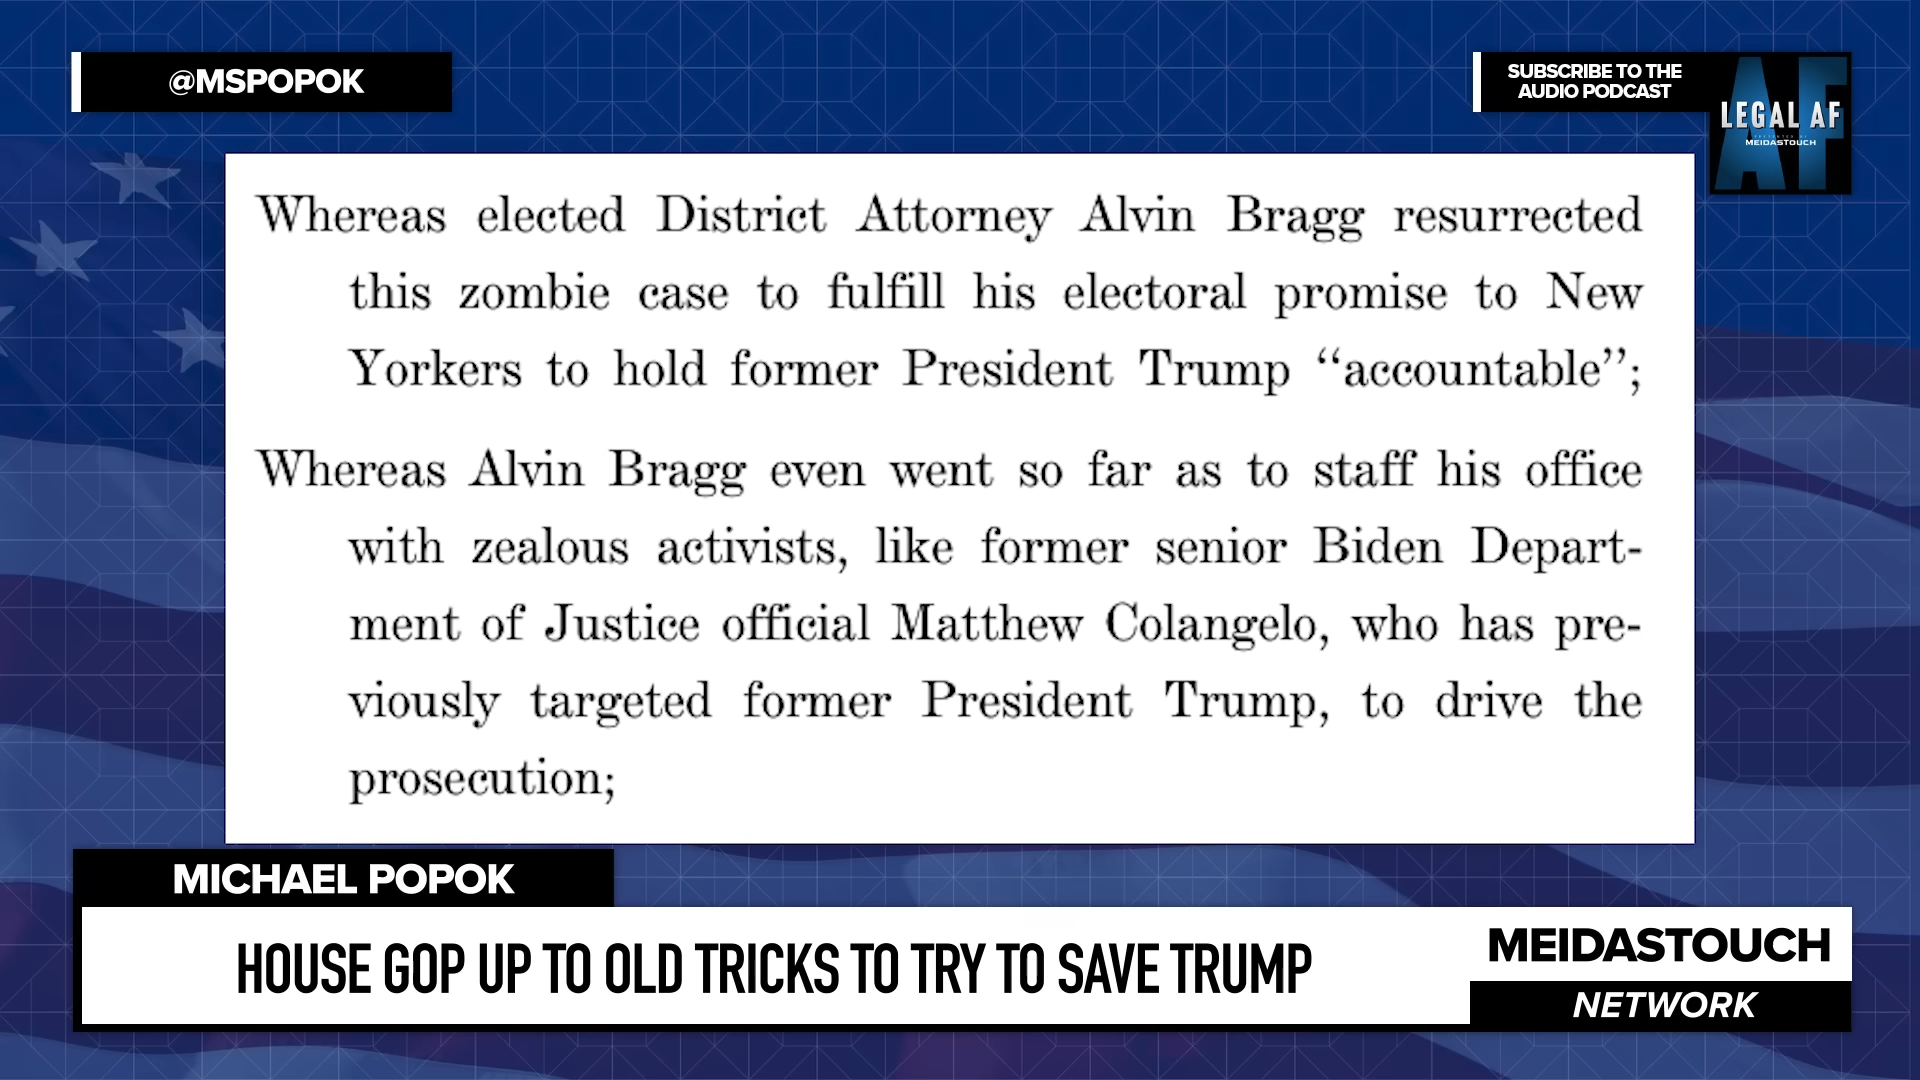 @MSPOPOK
SUBSCRIBE TO THE
AUDIO PODCAST
LEGAL AF
MEIDASTOUCH
Whereas elected District Attorney Alvin Bragg resurrected
this zombie case to fulfill his electoral promise to New
Yorkers to hold former President Trump “accountable”;
Whereas Alvin Bragg even went so far as to staff his office
with zealous activists, like former senior Biden Depart-
ment of Justice official Matthew Colangelo, who has pre-
viously targeted former President Trump, to drive the
prosecution;
MICHAEL POPOK
HOUSE GOP UP TO OLD TRICKS TO TRY TO SAVE TRUMP
MEIDASTOUCH
NETWORK